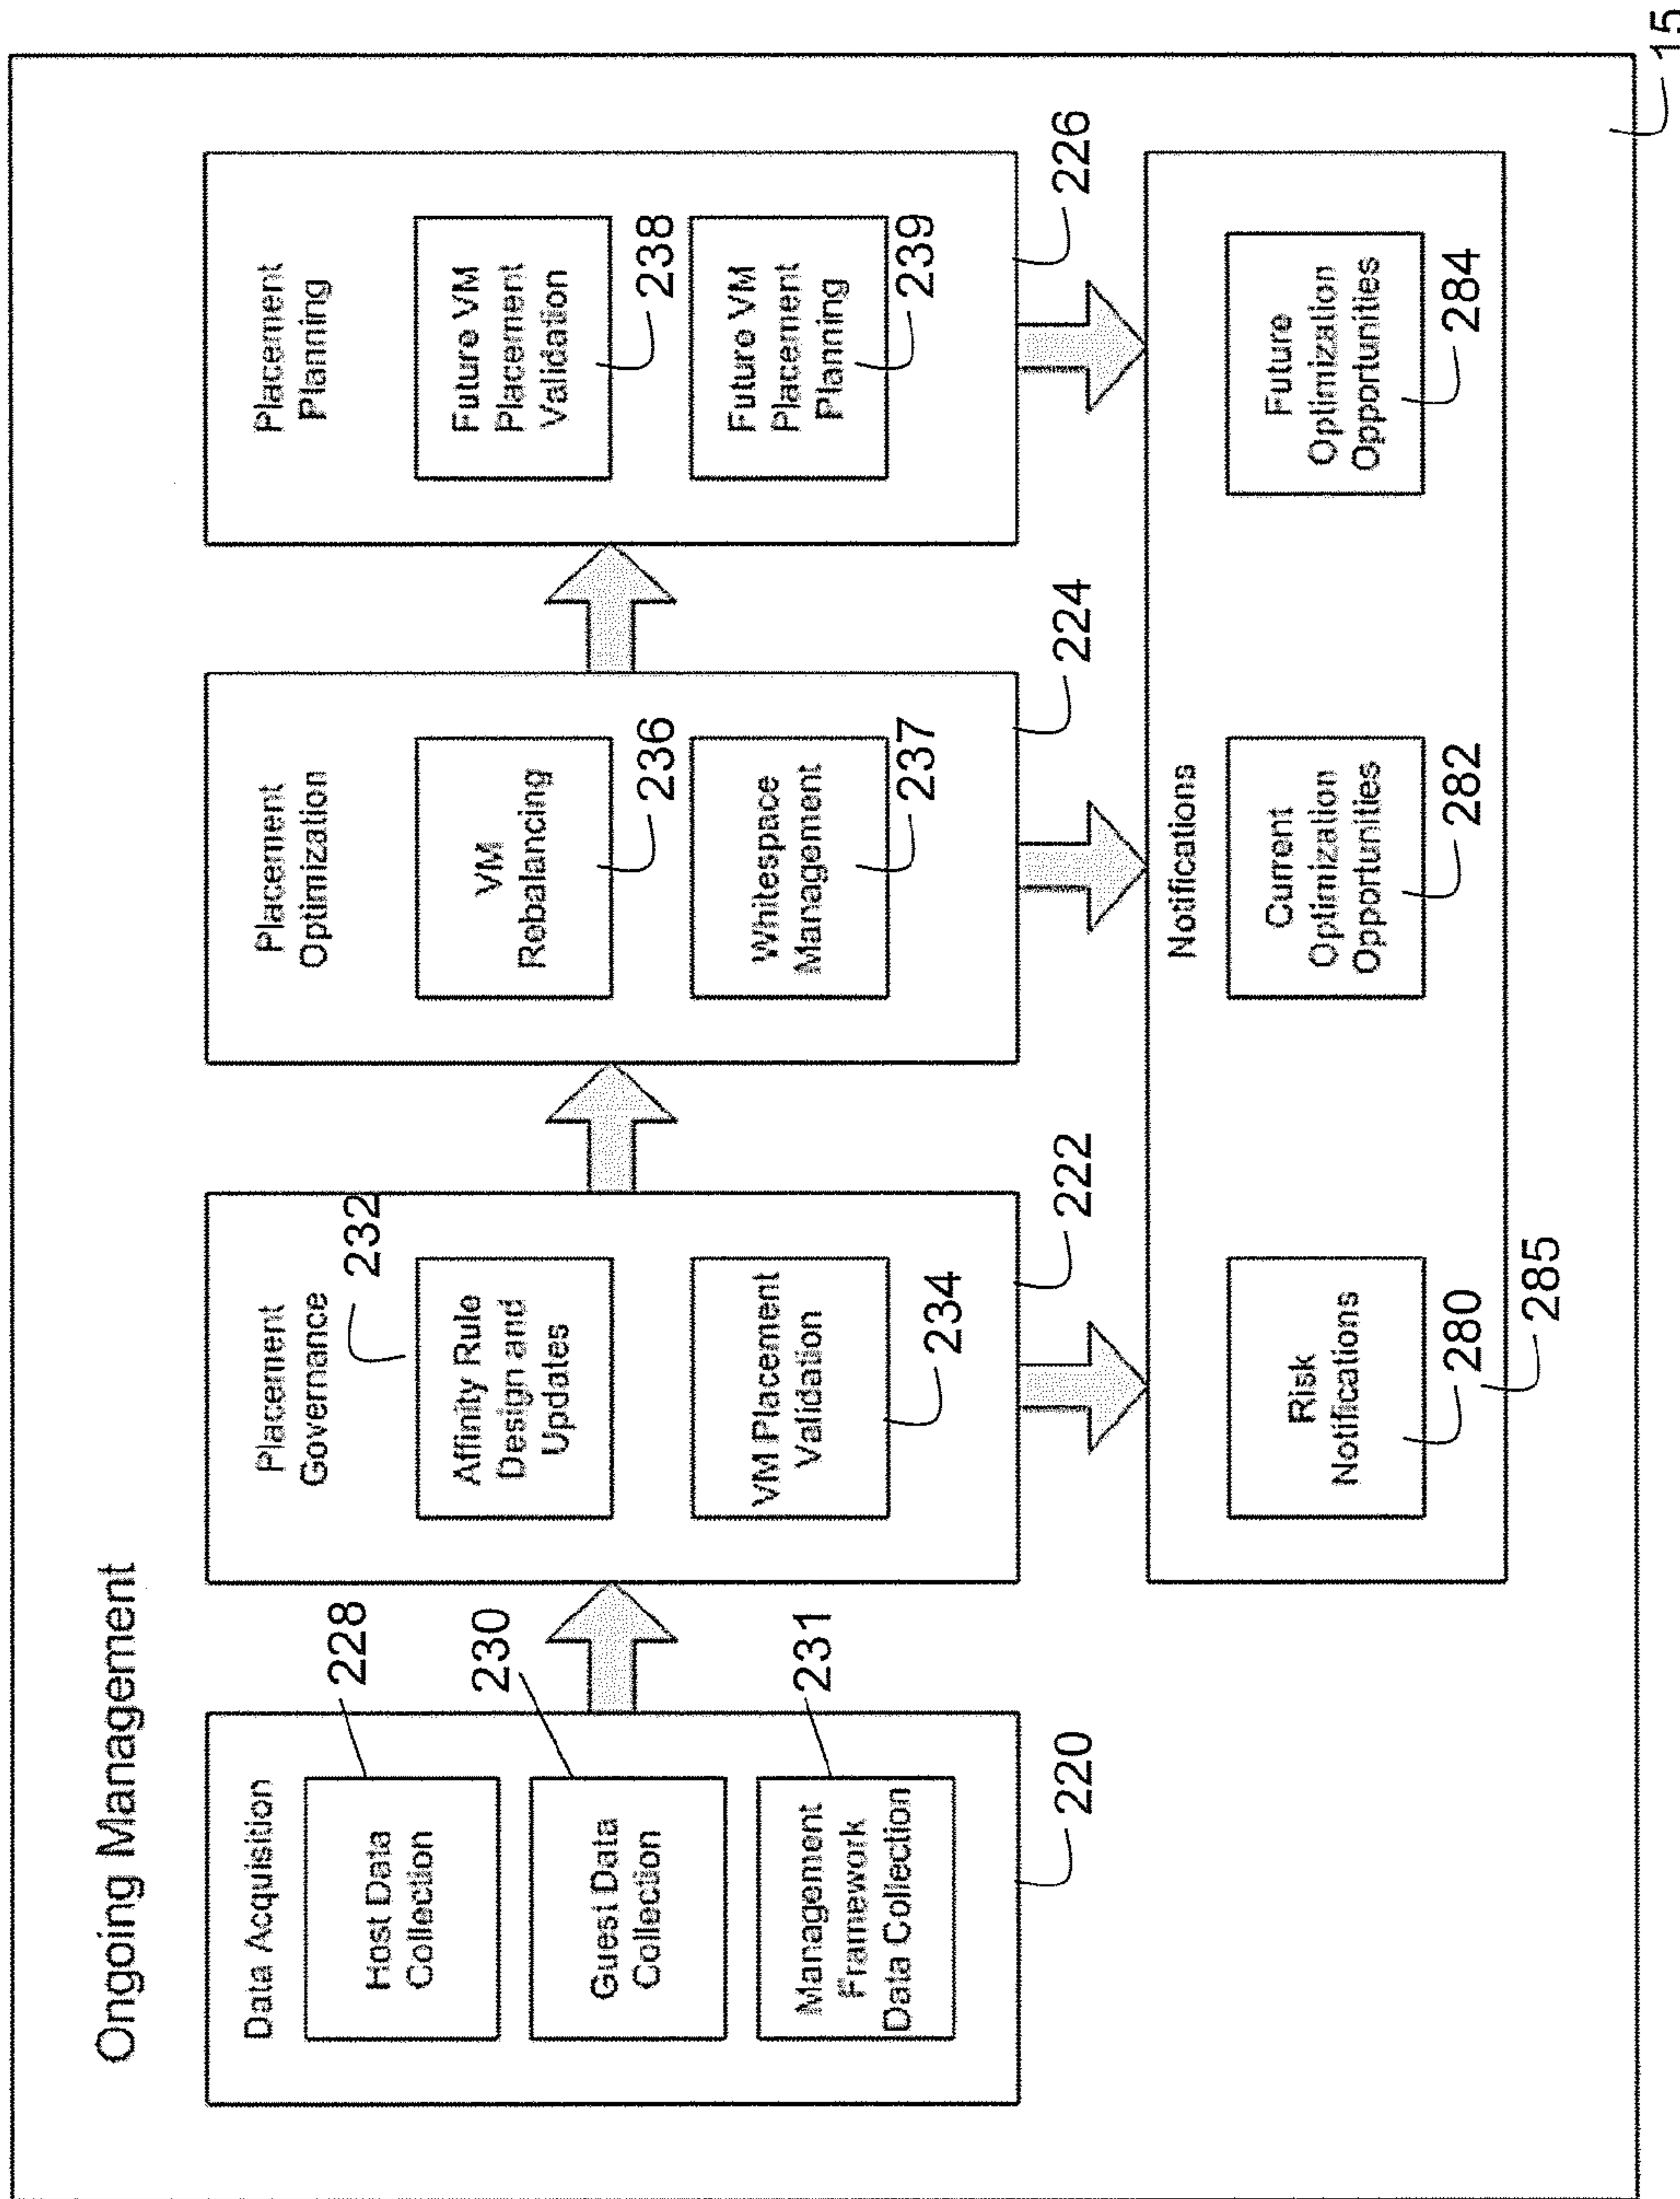 Ongoing Management
Data Acquisition
Host Data
Collection
228
Guest Data
Collection
230
Management
Framework
Data Collection
231
220
Placement
Governance
232
Affinity Rule
Design and
Updates
VM Placement
Validation
234
222
Placement
Optimization
VM
Rebalancing
236
Whitespace
Management
237
224
Placement
Planning
Future VM
Placement
Validation
238
Future VM
Placement
Planning
239
226
Notifications
Risk
Notifications
280
Current
Optimization
Opportunities
282
Future
Optimization
Opportunities
284
285
15